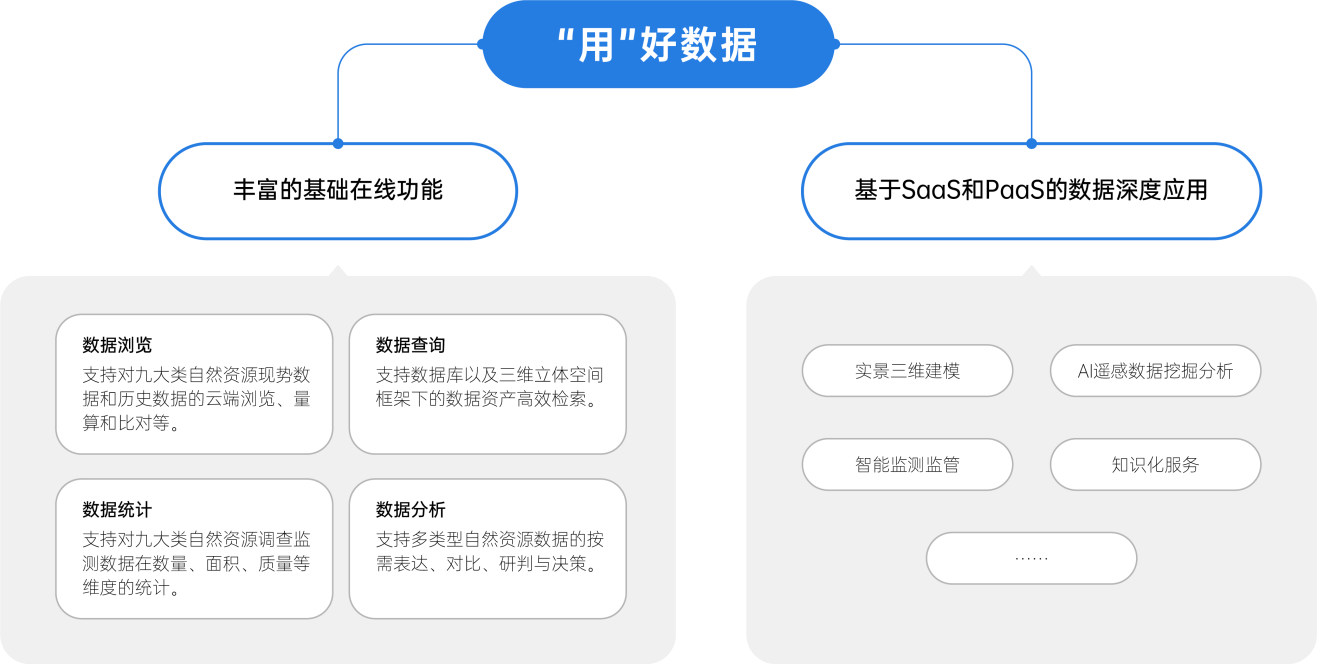 “用”好数据
丰富的基础在线功能
基于SaaS和PaaS的数据深度应用
数据浏览
支持对九大类自然资源现势数
据和历史数据的云端浏览、量
算和比对等。
数据查询
支持数据库以及三维立体空间
框架下的数据资产高效检索。
数据统计
支持对九大类自然资源调查监
测数据在数量、面积、质量等
维度的统计。
数据分析
支持多类型自然资源数据的按
需表达、对比、研判与决策。
实景三维建模
AI遥感数据挖掘分析
智能监测监管
知识化服务
······